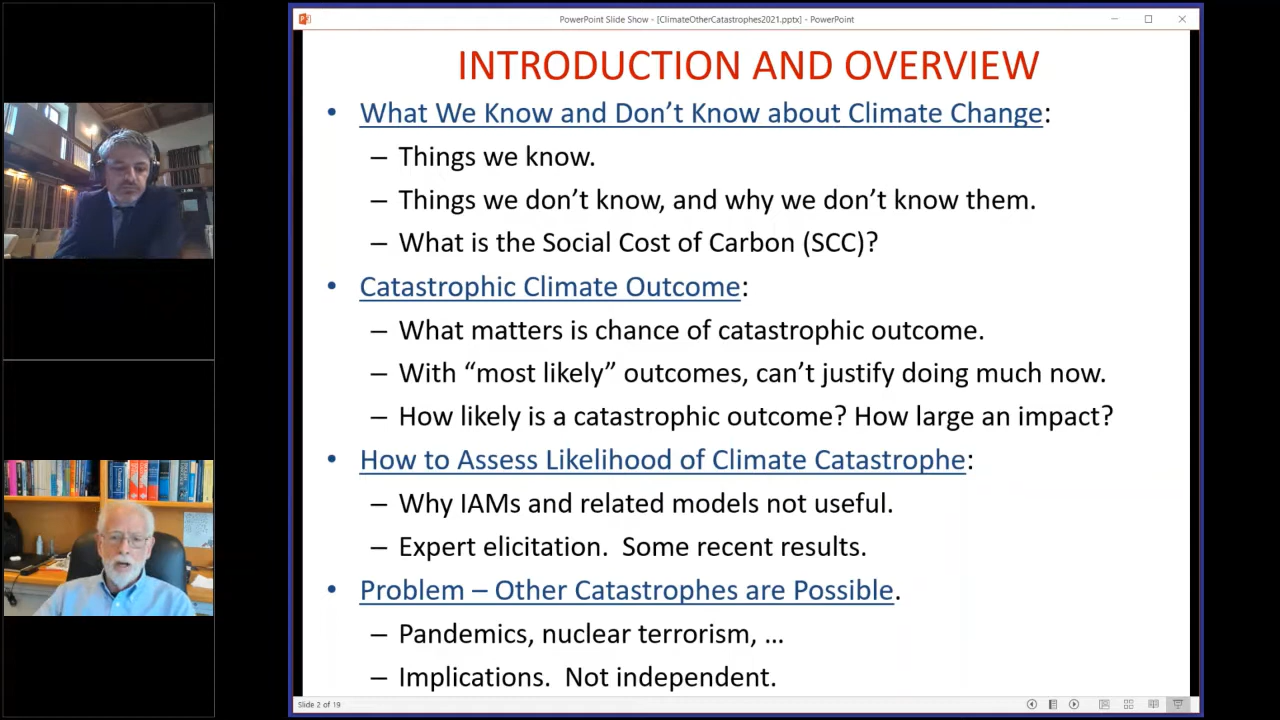 PowerPoint Slide Show - [ClimateOtherCatastrophes2021.pptx] - PowerPoint
INTRODUCTION AND OVERVIEW
• What We Know and Don’t Know about Climate Change:
– Things we know.
– Things we don’t know, and why we don’t know them.
– What is the Social Cost of Carbon (SCC)?
• Catastrophic Climate Outcome:
– What matters is chance of catastrophic outcome.
– With “most likely” outcomes, can’t justify doing much now.
– How likely is a catastrophic outcome? How large an impact?
• How to Assess Likelihood of Climate Catastrophe:
– Why IAMs and related models not useful.
– Expert elicitation. Some recent results.
• Problem – Other Catastrophes are Possible.
– Pandemics, nuclear terrorism, …
– Implications. Not independent.
Slide 2 of 19